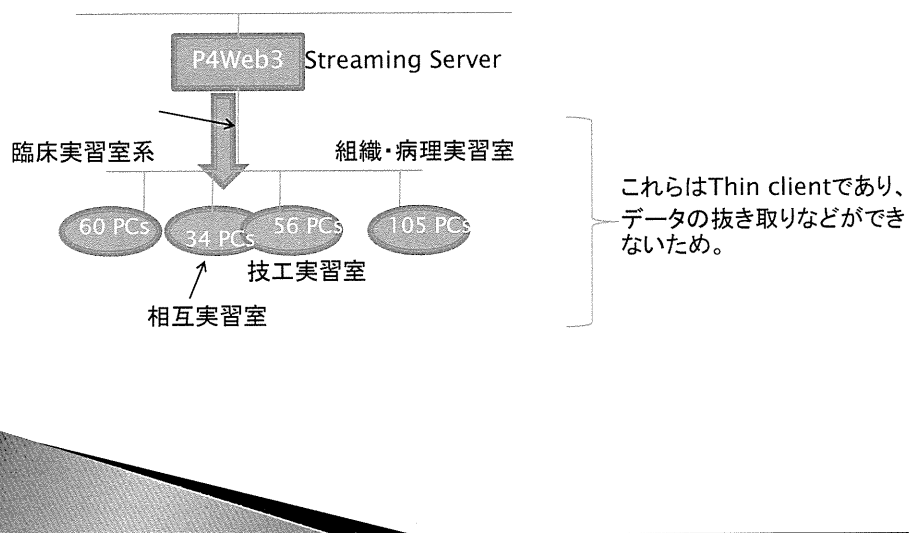 P4Web3 Streaming Server
臨床実習室系 組織・病理実習室
60 PCs 34 PCs 56 PCs 105 PCs
技工実習室
相互実習室
これらはThin clientであり、
データの抜き取りなどができ
ないため。